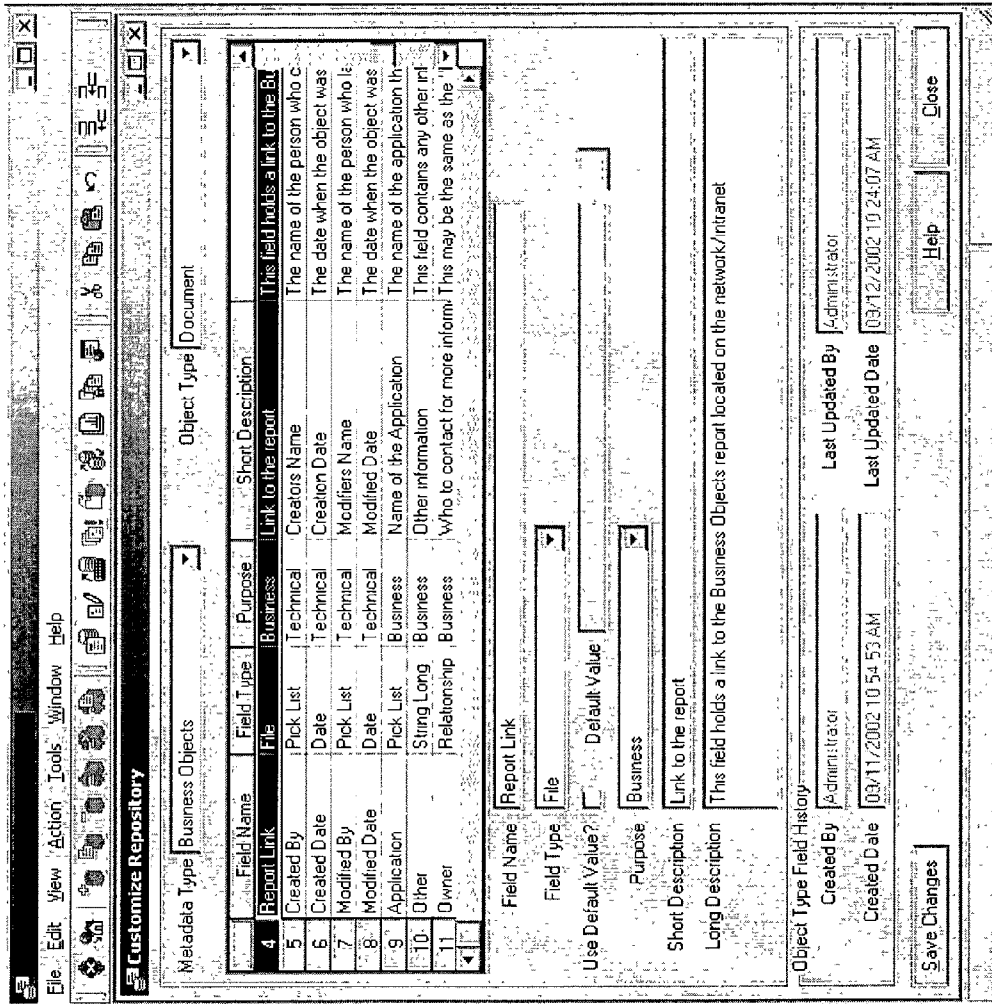 File Edit View Action Tools Window Help
Customize Repository
Metadata Type Business Objects Object Type Document
Field Name Field Type Purpose Short Description
4 Report Link File Business Link to the report This field holds a link to the Bu
5 Created By Pick List Technical Creators Name The name of the person who c
6 Created Date Date Technical Creation Date The date when the object was
7 Modified By Pick List Technical Modifiers Name The name of the person who la
8 Modified Date Date Technical Modified Date The date when the object was
9 Application Pick List Business Name of the Application The name of the application th
10 Other String Long Business Other information This field contains any other inf
11 Owner Relationship Business Who to contact for more inform This may be the same as the "
Field Name Report Link
Field Type File
Use Default Value? Default Value
Purpose Business
Short Description Link to the report
Long Description This field holds a link to the Business Objects report located on the network/intranet
Object Type Field History
Created By Administrator Last Updated By Administrator
Created Date 09/11/2002 10 54 53 AM Last Updated Date 09/12/2002 10 24:07 AM
Save Changes Help Close